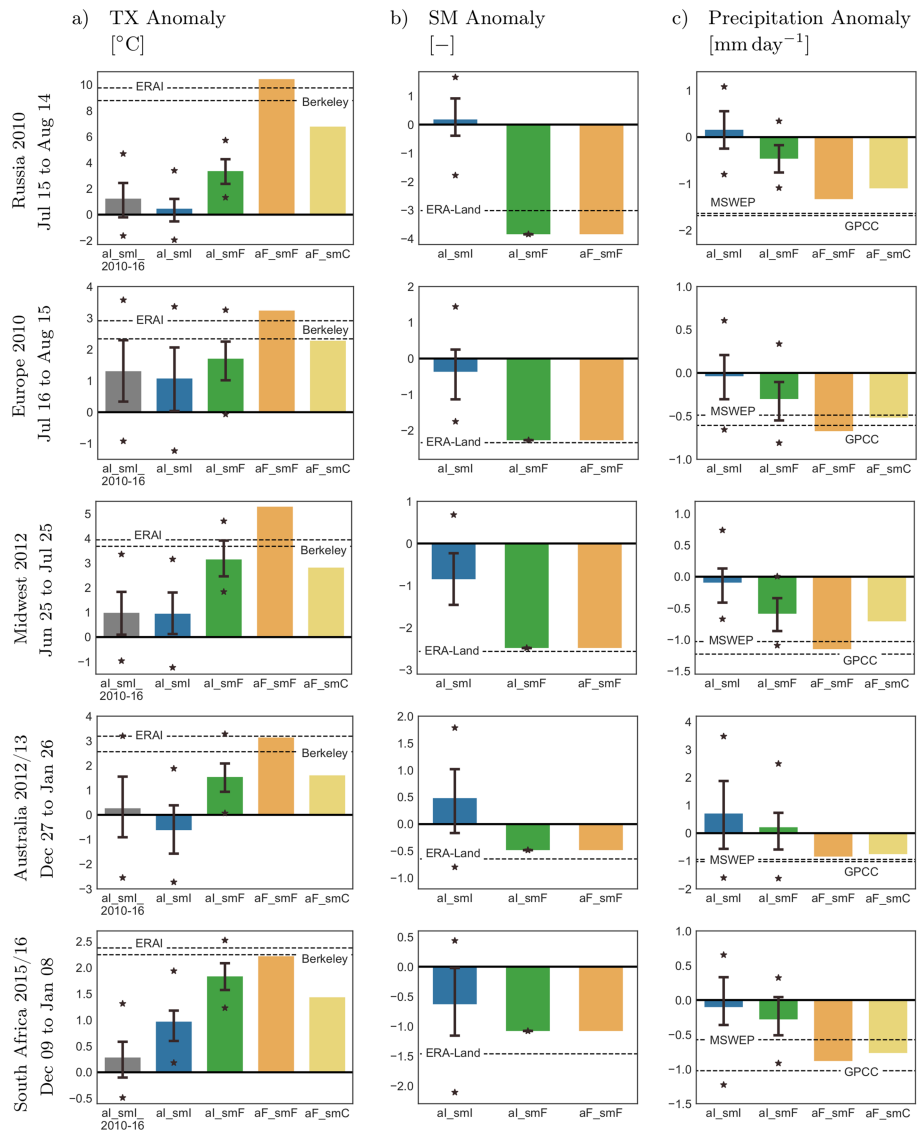 a) TX Anomaly
[°C]
b) SM Anomaly
[−]
c) Precipitation Anomaly
[mm day⁻¹]
Russia 2010
Jul 15 to Aug 14
10
8
6
4
2
0
−2
ERAI
Berkeley
aI_smI_
2010-16
aI_smI
aI_smF
aF_smF
aF_smC
1
0
−1
−2
−3
−4
ERA-Land
aI_smI
aI_smF
aF_smF
1
0
−1
−2
MSWEP
GPCC
aI_smI
aI_smF
aF_smF
aF_smC
Europe 2010
Jul 16 to Aug 15
4
3
2
1
0
−1
ERAI
Berkeley
aI_smI_
2010-16
aI_smI
aI_smF
aF_smF
aF_smC
2
1
0
−1
−2
ERA-Land
aI_smI
aI_smF
aF_smF
1.0
0.5
0.0
−0.5
−1.0
MSWEP
GPCC
aI_smI
aI_smF
aF_smF
aF_smC
Midwest 2012
Jun 25 to Jul 25
5
4
3
2
1
0
−1
ERAI
Berkeley
aI_smI_
2010-16
aI_smI
aI_smF
aF_smF
aF_smC
1
0
−1
−2
−3
ERA-Land
aI_smI
aI_smF
aF_smF
1.0
0.5
0.0
−0.5
−1.0
−1.5
MSWEP
GPCC
aI_smI
aI_smF
aF_smF
aF_smC
Australia 2012/13
Dec 27 to Jan 26
4
3
2
1
0
−1
−2
−3
ERAI
Berkeley
aI_smI_
2010-16
aI_smI
aI_smF
aF_smF
aF_smC
2.0
1.5
1.0
0.5
0.0
−0.5
−1.0
ERA-Land
aI_smI
aI_smF
aF_smF
4
3
2
1
0
−1
−2
MSWEP
GPCC
aI_smI
aI_smF
aF_smF
aF_smC
South Africa 2015/16
Dec 09 to Jan 08
2.5
2.0
1.5
1.0
0.5
0.0
−0.5
ERAI
Berkeley
aI_smI_
2010-16
aI_smI
aI_smF
aF_smF
aF_smC
0.5
0.0
−0.5
−1.0
−1.5
−2.0
ERA-Land
aI_smI
aI_smF
aF_smF
1.0
0.5
0.0
−0.5
−1.0
−1.5
MSWEP
GPCC
aI_smI
aI_smF
aF_smF
aF_smC